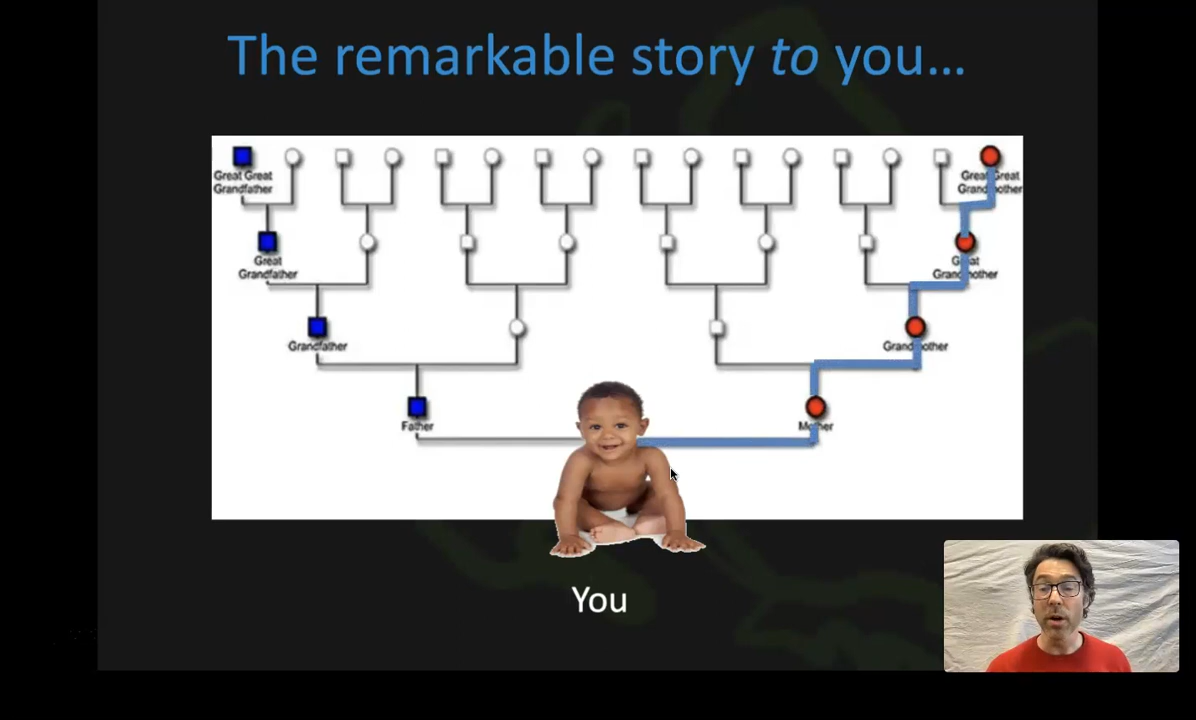 The remarkable story to you...
Great Great
Grandfather
Great Great
Grandmother
Great
Grandfather
Great
Grandmother
Grandfather
Grandmother
Father
Mother
You